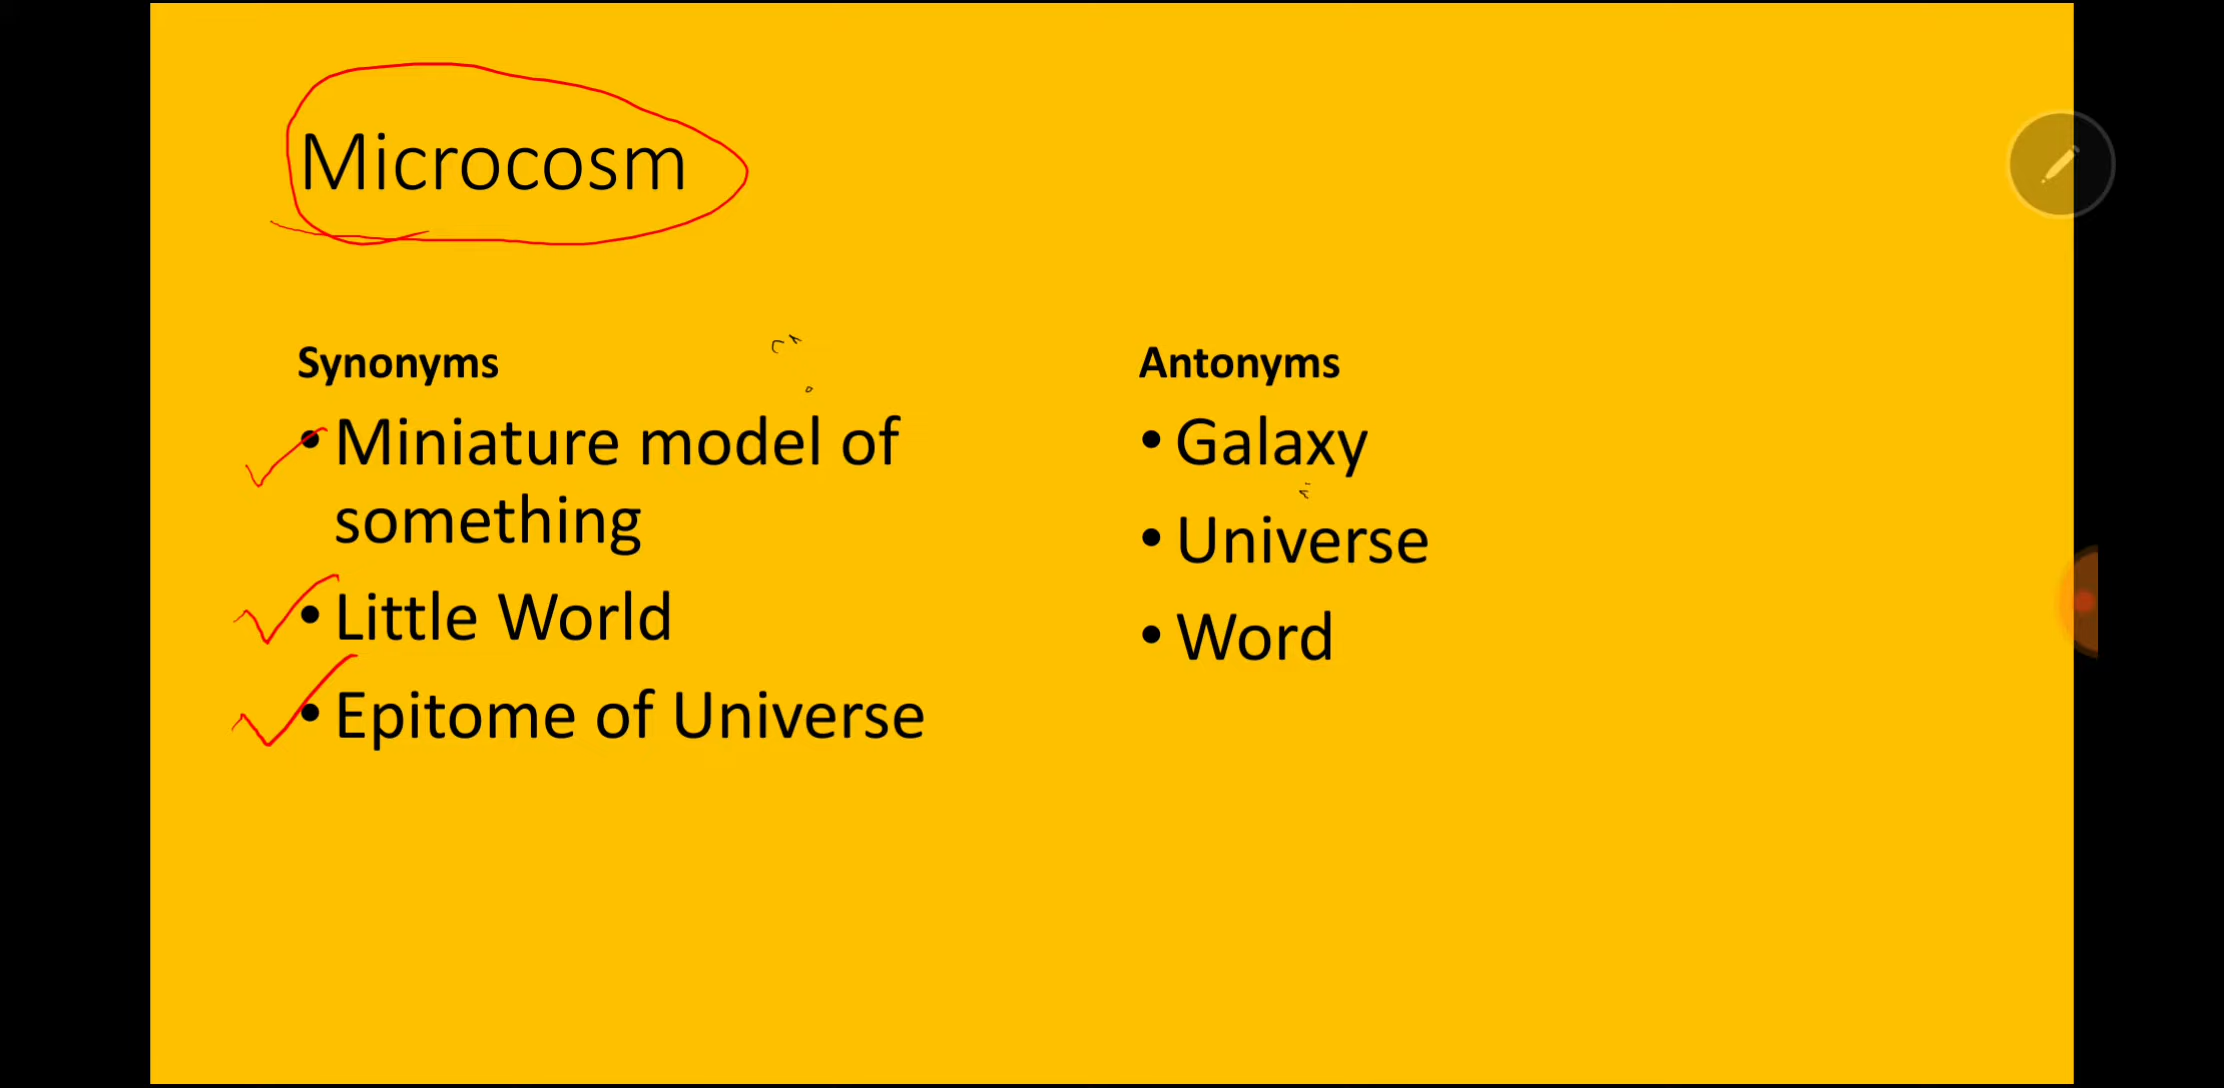 Microcosm
Synonyms
• Miniature model of
something
• Little World
• Epitome of Universe
Antonyms
• Galaxy
• Universe
• Word